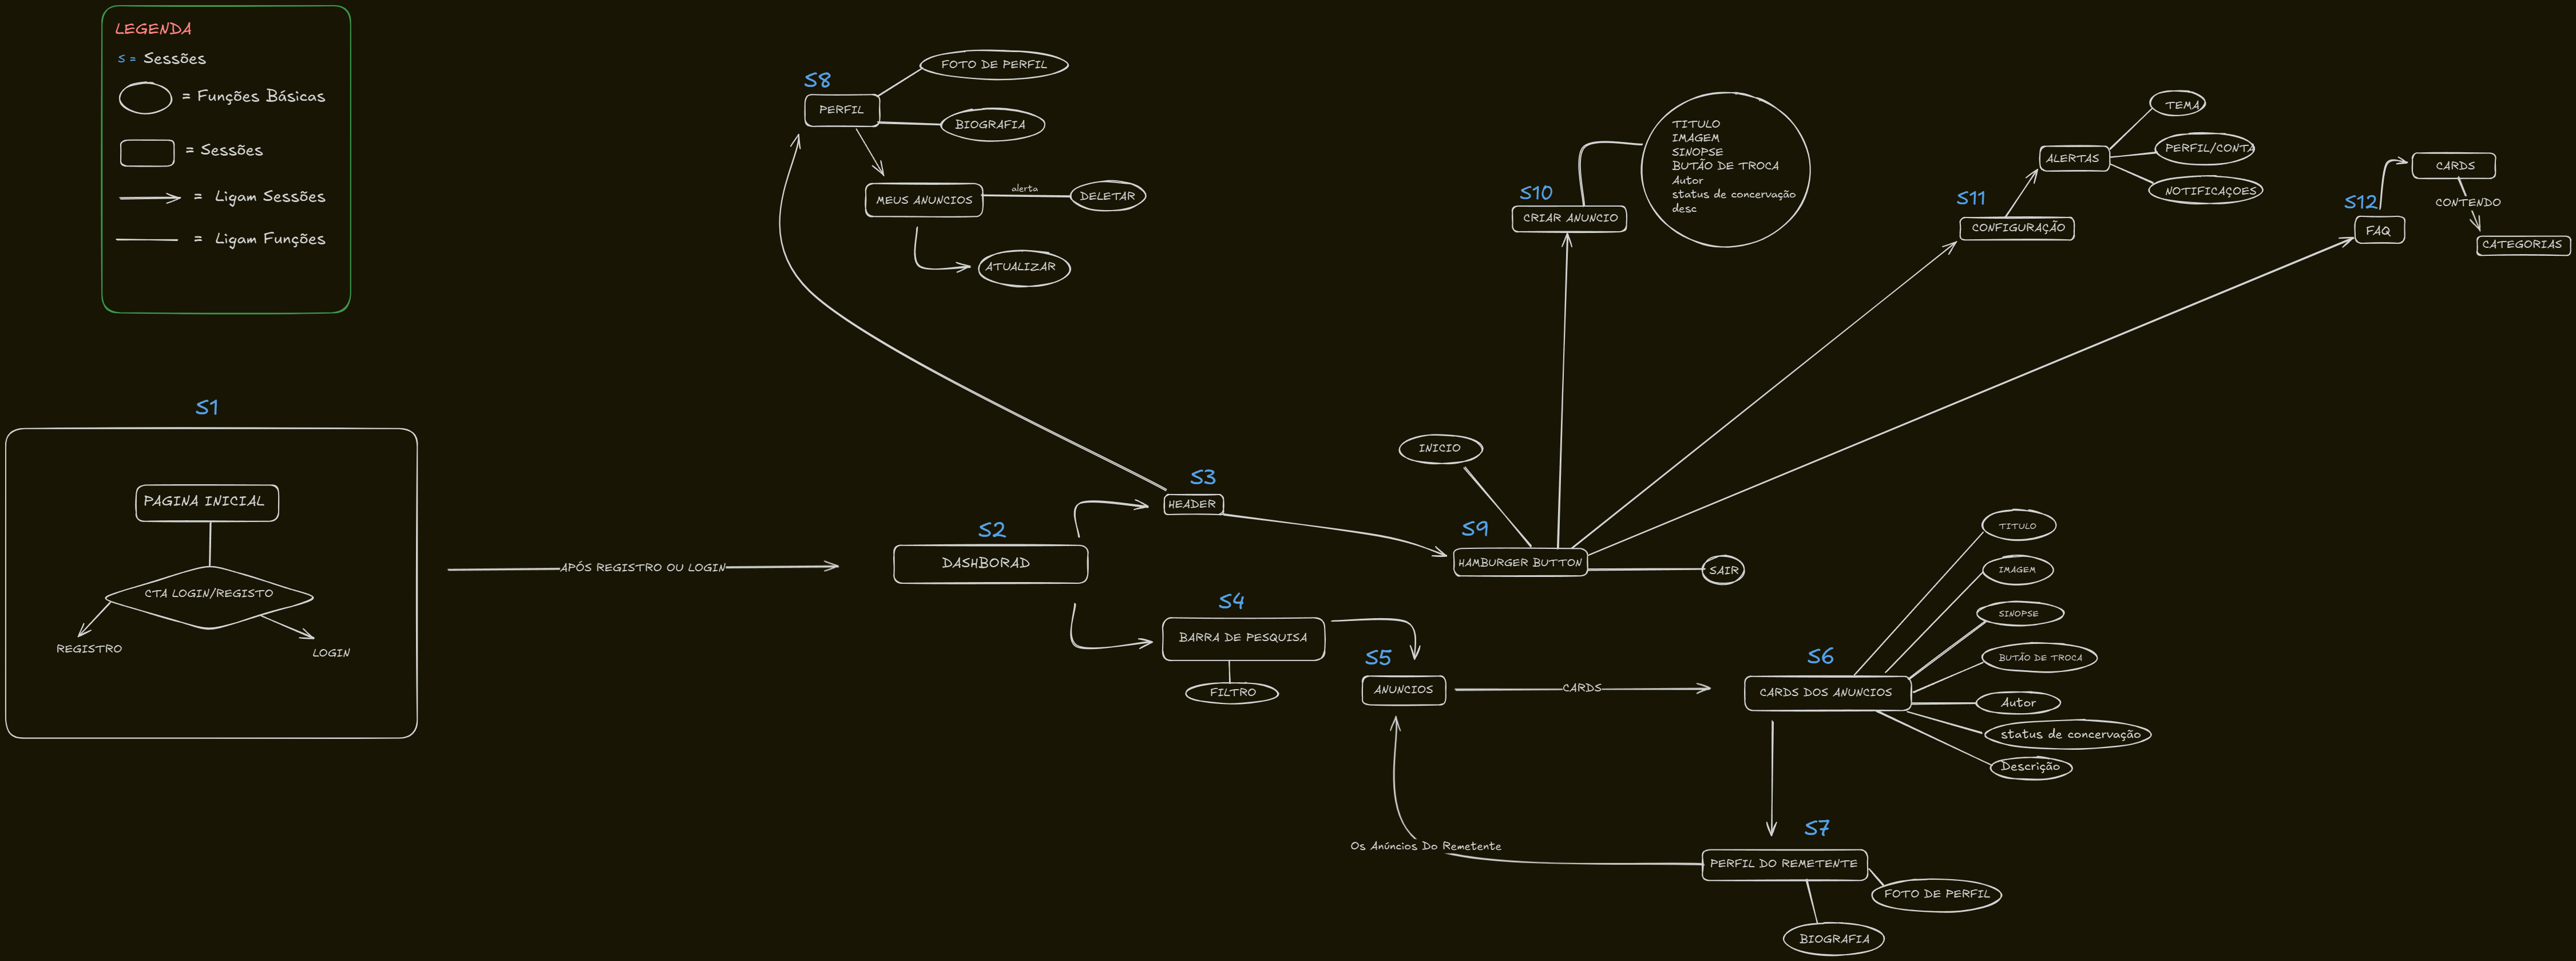 LEGENDA
S = Sessões
= Funções Básicas
= Sessões
= Ligam Sessões
= Ligam Funções
S8
PERFIL
FOTO DE PERFIL
BIOGRAFIA
MEUS ANUNCIOS
alerta
DELETAR
ATUALIZAR
S10
CRIAR ANUNCIO
TITULO
IMAGEM
SINOPSE
BUTÃO DE TROCA
Autor
status de concervação
desc
S11
CONFIGURAÇÃO
ALERTAS
TEMA
PERFIL/CONTA
NOTIFICAÇOES
S12
FAQ
CARDS
CONTENDO
CATEGORIAS
S1
PAGINA INICIAL
CTA LOGIN/REGISTO
REGISTRO
LOGIN
APÓS REGISTRO OU LOGIN
S2
DASHBORAD
S3
HEADER
S9
HAMBURGER BUTTON
INICIO
SAIR
S4
BARRA DE PESQUISA
FILTRO
S5
ANUNCIOS
CARDS
S6
CARDS DOS ANUNCIOS
TITULO
IMAGEM
SINOPSE
BUTÃO DE TROCA
Autor
status de concervação
Descrição
S7
PERFIL DO REMETENTE
Os Anúncios Do Remetente
FOTO DE PERFIL
BIOGRAFIA